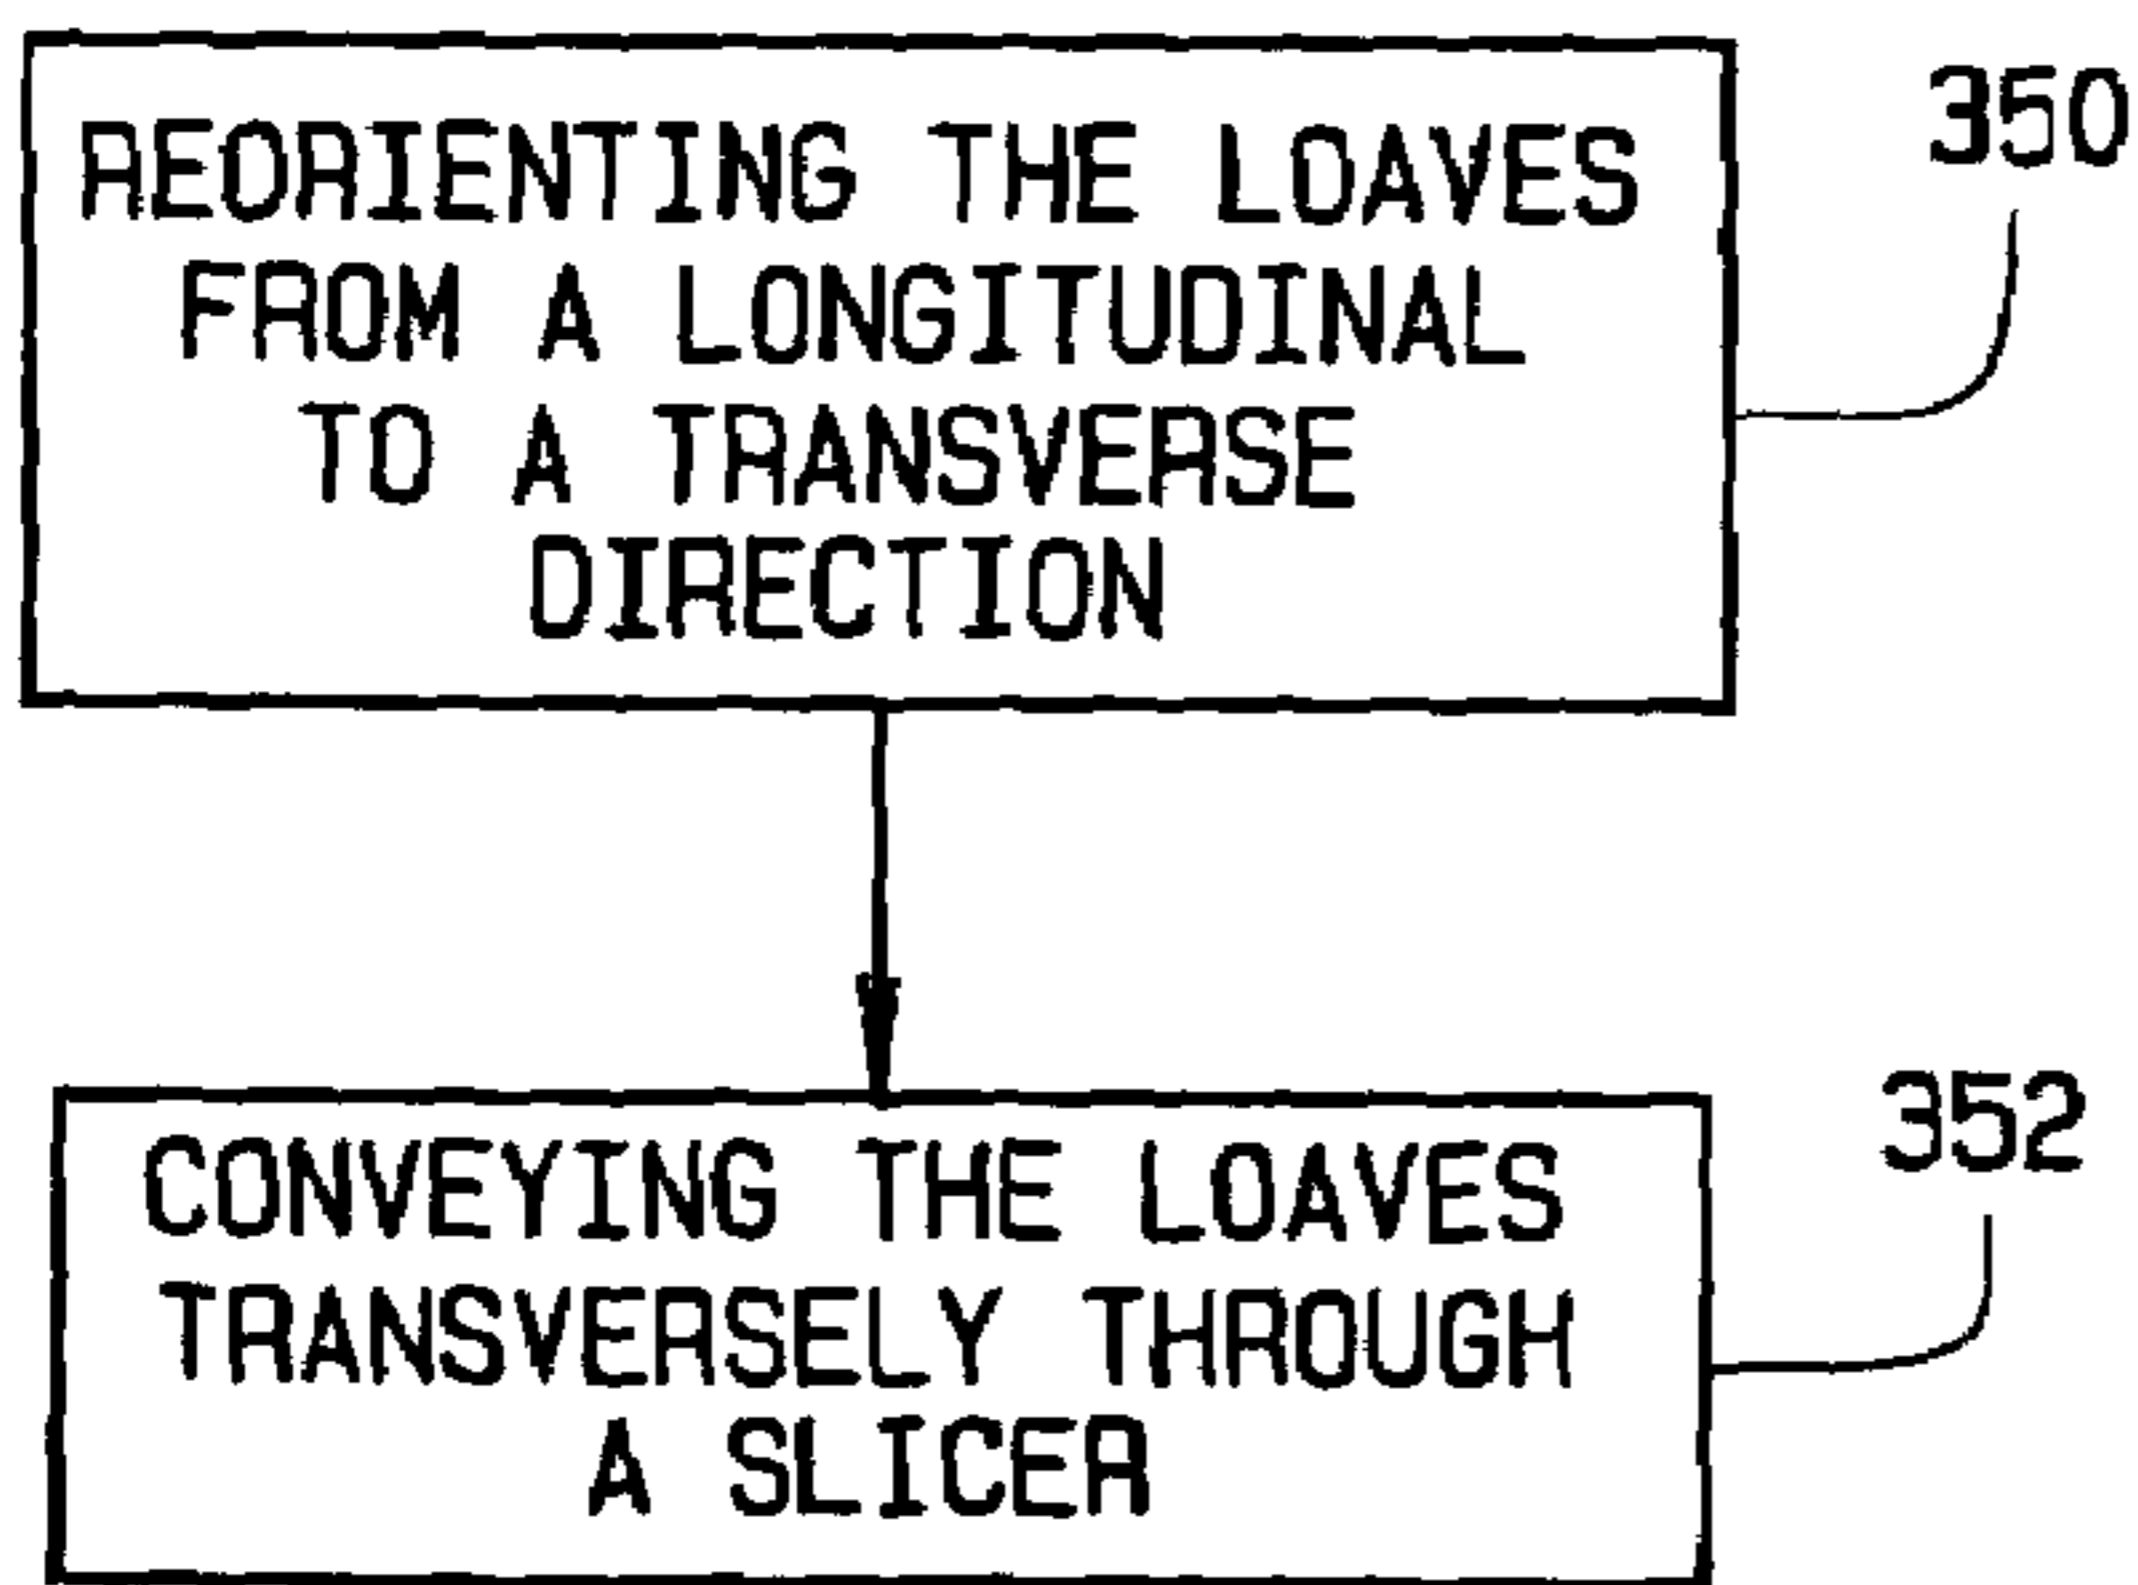 REORIENTING THE LOAVES
FROM A LONGITUDINAL
TO A TRANSVERSE
DIRECTION
350
CONVEYING THE LOAVES
TRANSVERSELY THROUGH
A SLICER
352